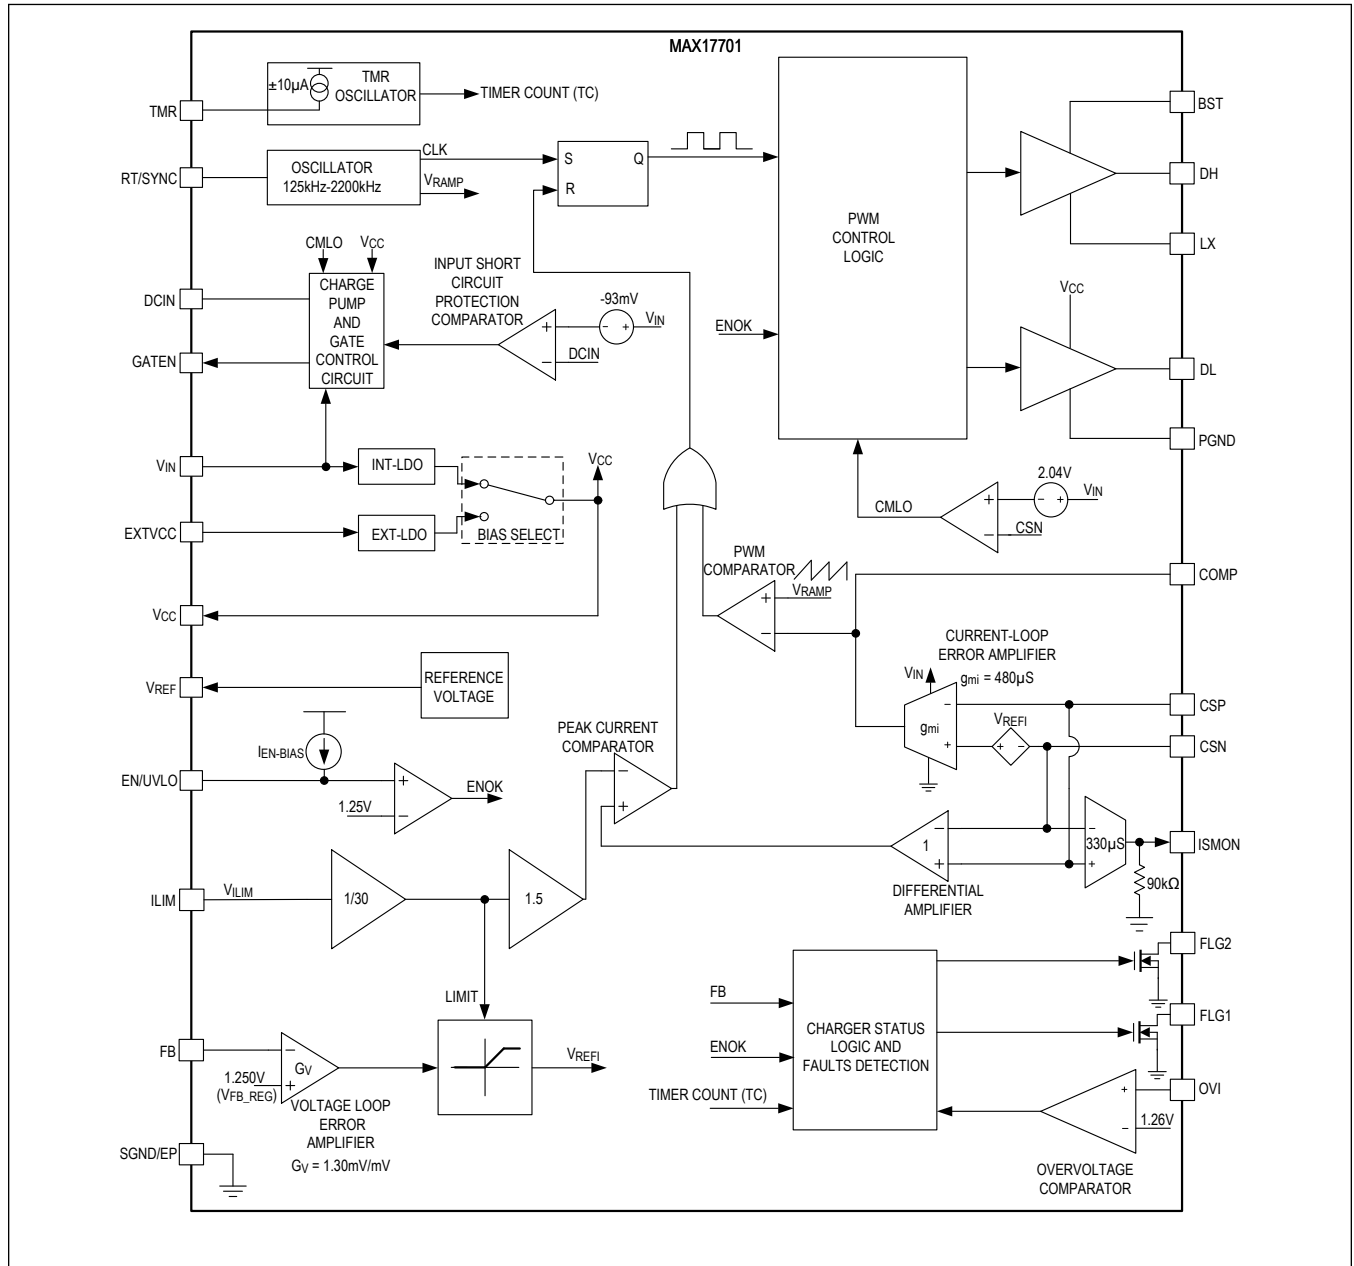 MAX17701
TMR
±10µA
TMR
OSCILLATOR
TIMER COUNT (TC)
RT/SYNC
OSCILLATOR
125kHz-2200kHz
CLK
VRAMP
S
Q
R
PWM
CONTROL
LOGIC
BST
DH
LX
CMLO
VCC
CHARGE
PUMP
AND
GATE
CONTROL
CIRCUIT
DCIN
GATEN
INPUT SHORT
CIRCUIT
PROTECTION
COMPARATOR
+
−
-93mV
− +
VIN
DCIN
ENOK
VCC
DL
PGND
VIN
INT-LDO
EXTVCC
EXT-LDO
BIAS SELECT
VCC
VCC
CMLO
+
−
2.04V
− +
VIN
CSN
PWM
COMPARATOR
+
−
VRAMP
COMP
VREF
REFERENCE
VOLTAGE
CURRENT-LOOP
ERROR AMPLIFIER
gmi = 480µS
VIN
gmi
−
+
VREFI
+ −
CSP
CSN
EN/UVLO
IEN-BIAS
1.25V
+
−
ENOK
PEAK CURRENT
COMPARATOR
−
+
1
−
+
DIFFERENTIAL
AMPLIFIER
−
330µS
+
90kΩ
ISMON
ILIM
VILIM
1/30
1.5
LIMIT
FB
−
GV
+
1.250V
(VFB_REG)
VOLTAGE LOOP
ERROR
AMPLIFIER
GV = 1.30mV/mV
VREFI
FB
ENOK
TIMER COUNT (TC)
CHARGER STATUS
LOGIC AND
FAULTS DETECTION
FLG2
FLG1
OVI
+
−
1.26V
OVERVOLTAGE
COMPARATOR
SGND/EP